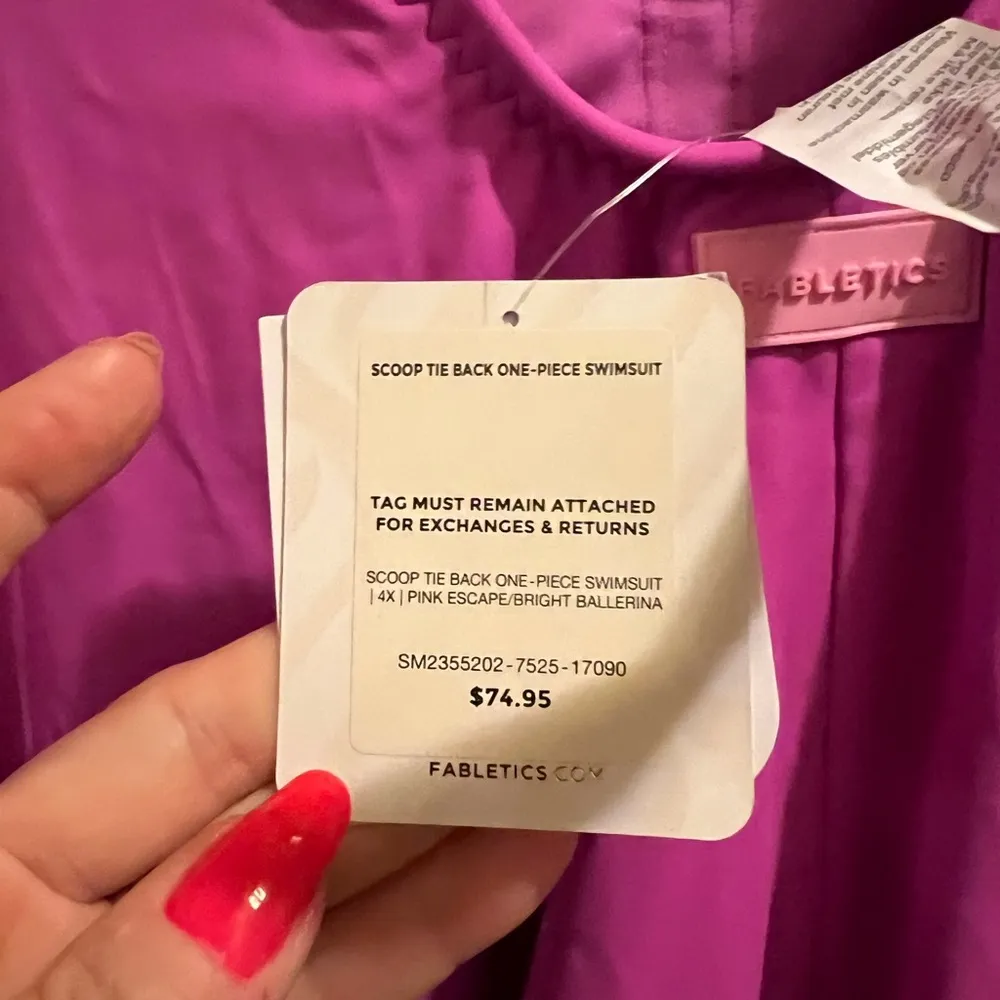 FABLETICS
SCOOP TIE BACK ONE-PIECE SWIMSUIT
TAG MUST REMAIN ATTACHED
FOR EXCHANGES & RETURNS
SCOOP TIE BACK ONE-PIECE SWIMSUIT
| 4X | PINK ESCAPE/BRIGHT BALLERINA
SM2355202-7525-17090
$74.95
FABLETICS.COM